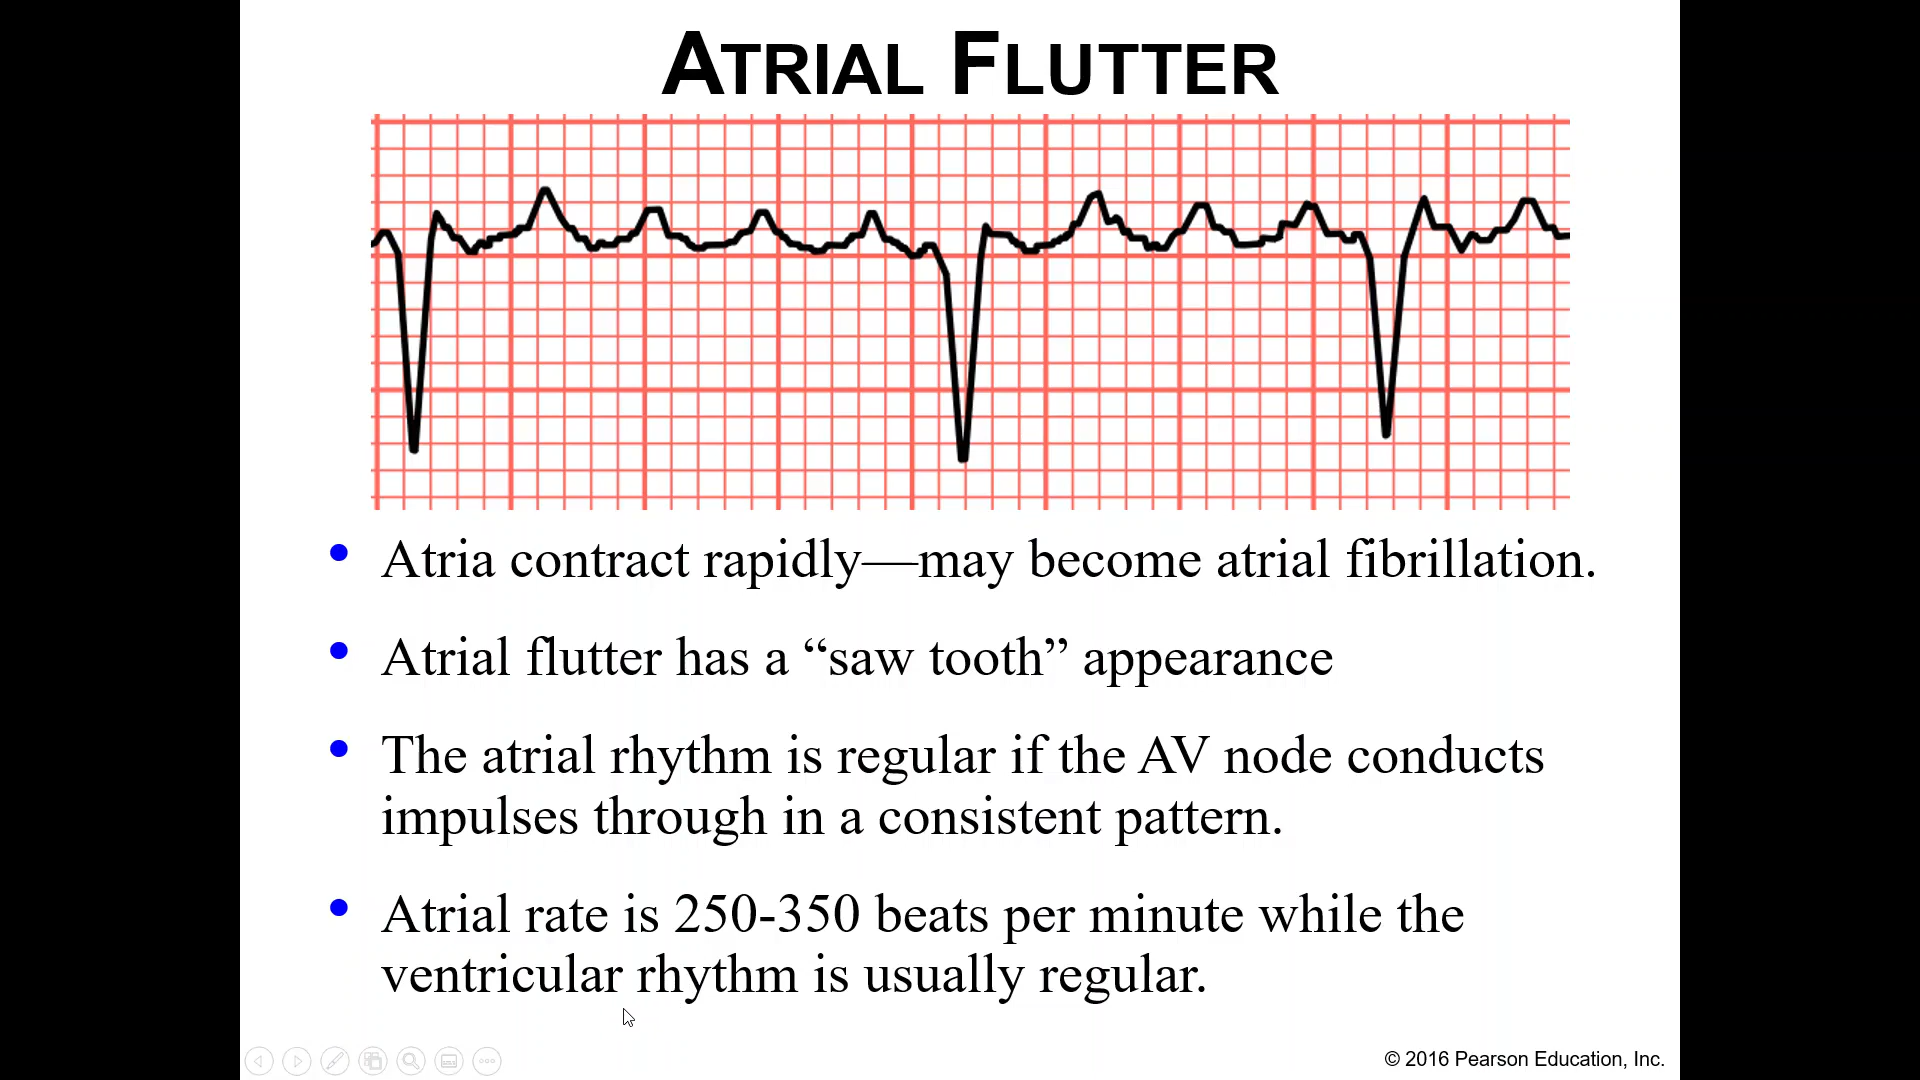 ATRIAL FLUTTER
• Atria contract rapidly—may become atrial fibrillation.
• Atrial flutter has a “saw tooth” appearance
• The atrial rhythm is regular if the AV node conducts
impulses through in a consistent pattern.
• Atrial rate is 250-350 beats per minute while the
ventricular rhythm is usually regular.
© 2016 Pearson Education, Inc.